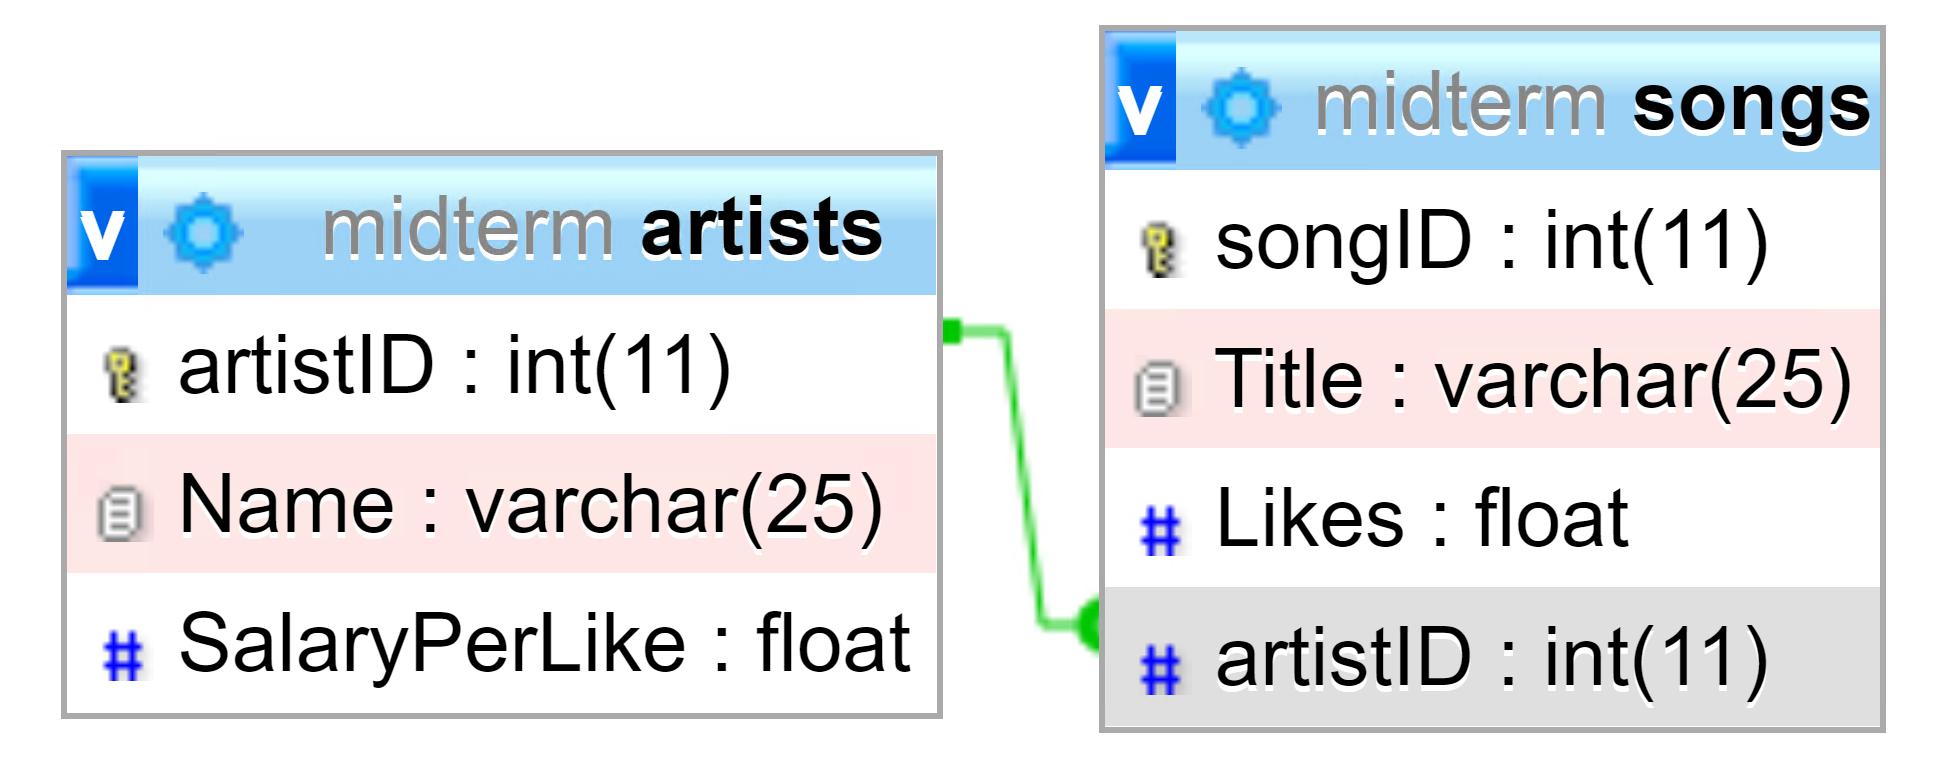 v midterm artists
artistID : int(11)
Name : varchar(25)
# SalaryPerLike : float
v midterm songs
songID : int(11)
Title : varchar(25)
# Likes : float
# artistID : int(11)